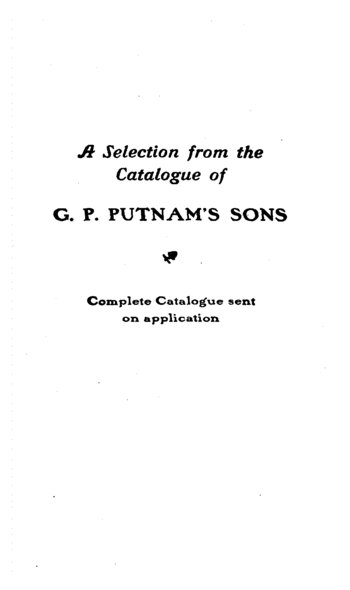 A Selection from the
Catalogue of
G. P. PUTNAM'S SONS
Complete Catalogue sent
on application